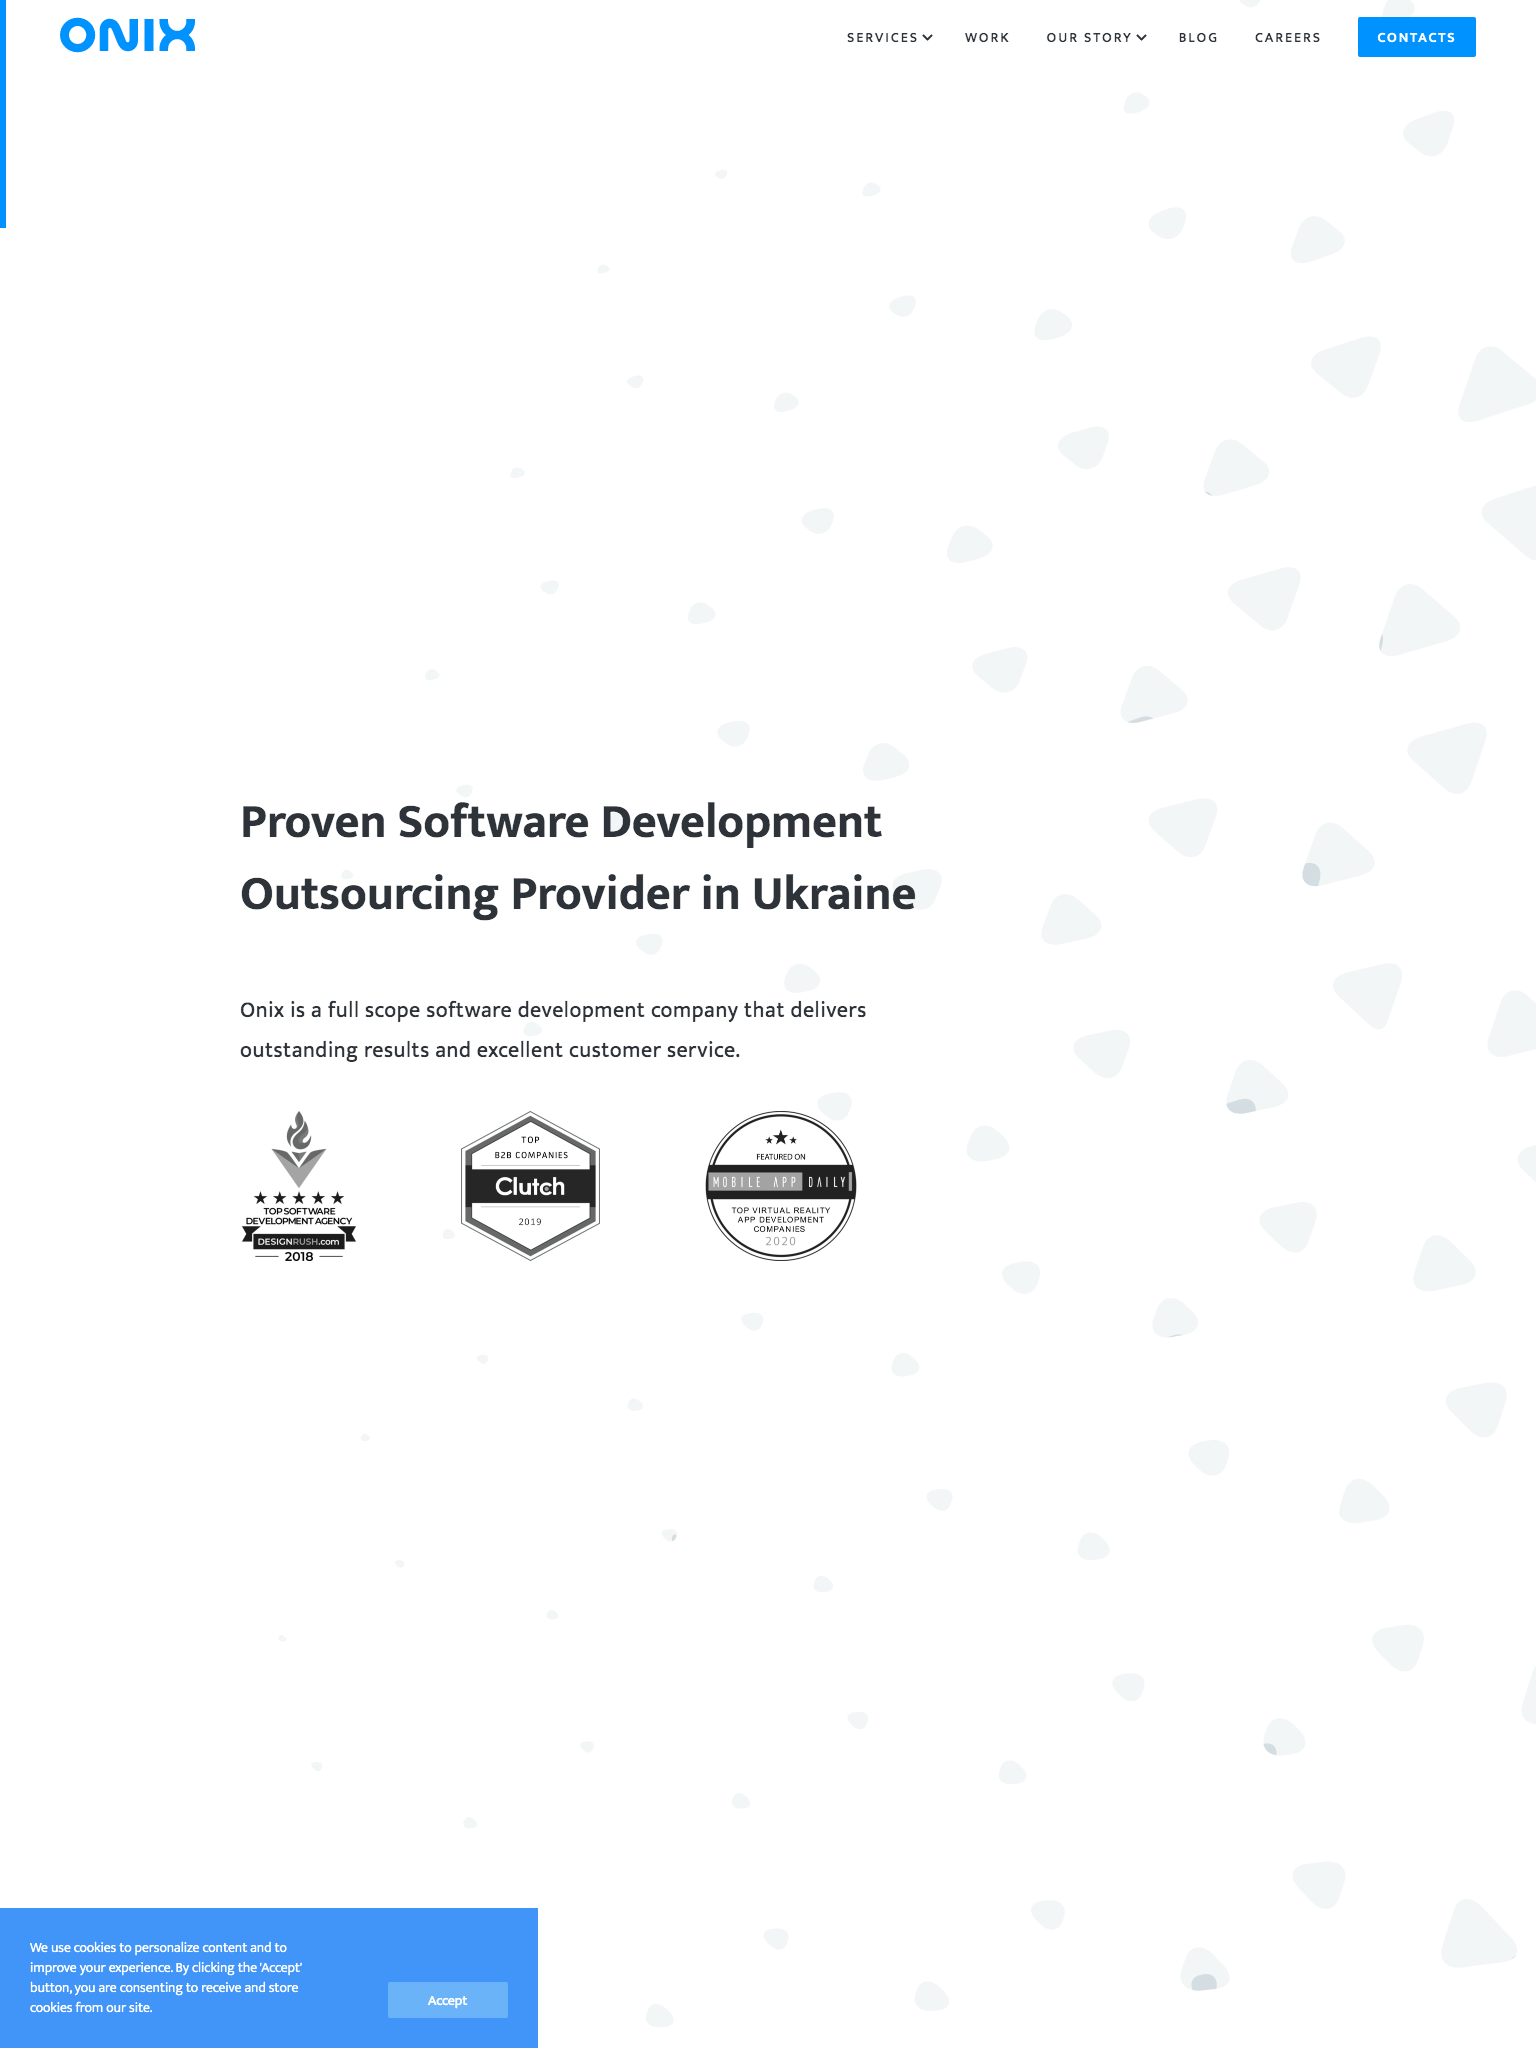 ONIX
SERVICES
WORK
OUR STORY
BLOG
CAREERS
CONTACTS
Proven Software Development
Outsourcing Provider in Ukraine
Onix is a full scope software development company that delivers
outstanding results and excellent customer service.
TOP SOFTWARE
DEVELOPMENT AGENCY
DESIGNRUSH.com
2018
TOP
B2B COMPANIES
Clutch
2019
FEATURED ON
MOBILE APP DAILY
TOP VIRTUAL REALITY
APP DEVELOPMENT
COMPANIES
2020
We use cookies to personalize content and to
improve your experience. By clicking the 'Accept'
button, you are consenting to receive and store
cookies from our site.
Accept